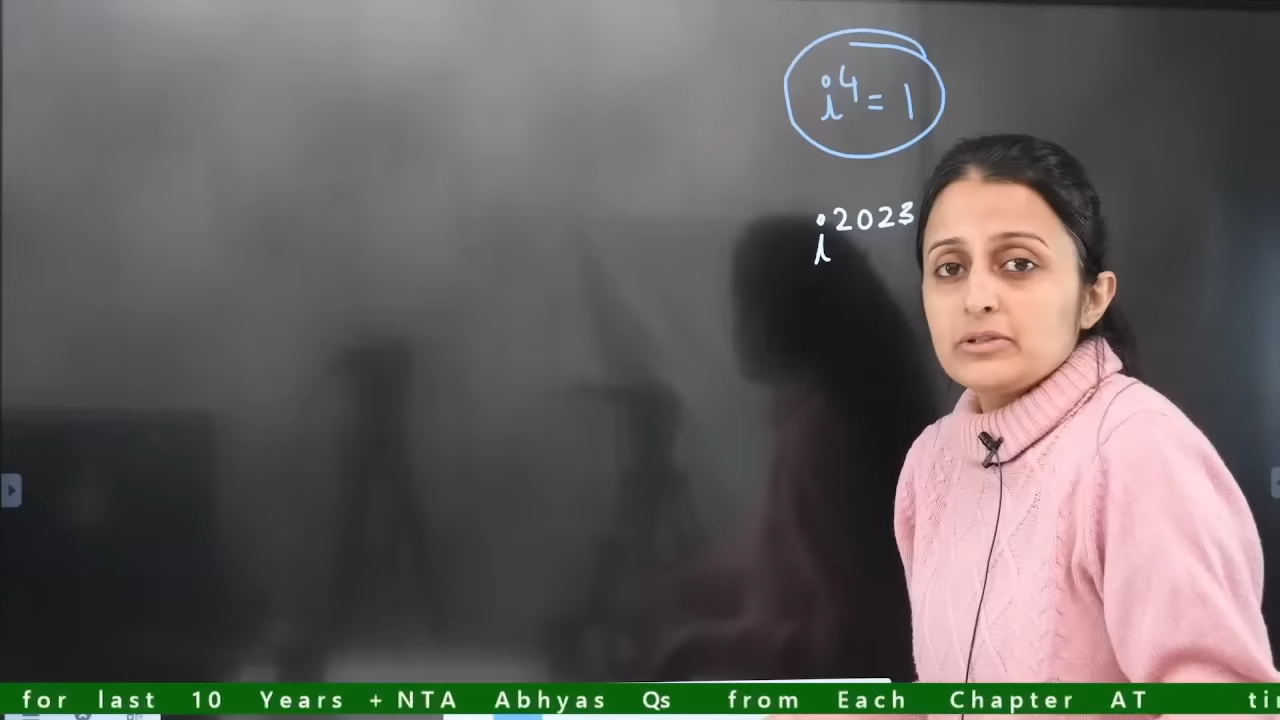 i⁴ = 1
i²⁰²³
for last 10 Years + NTA Abhyas Qs from Each Chapter AT